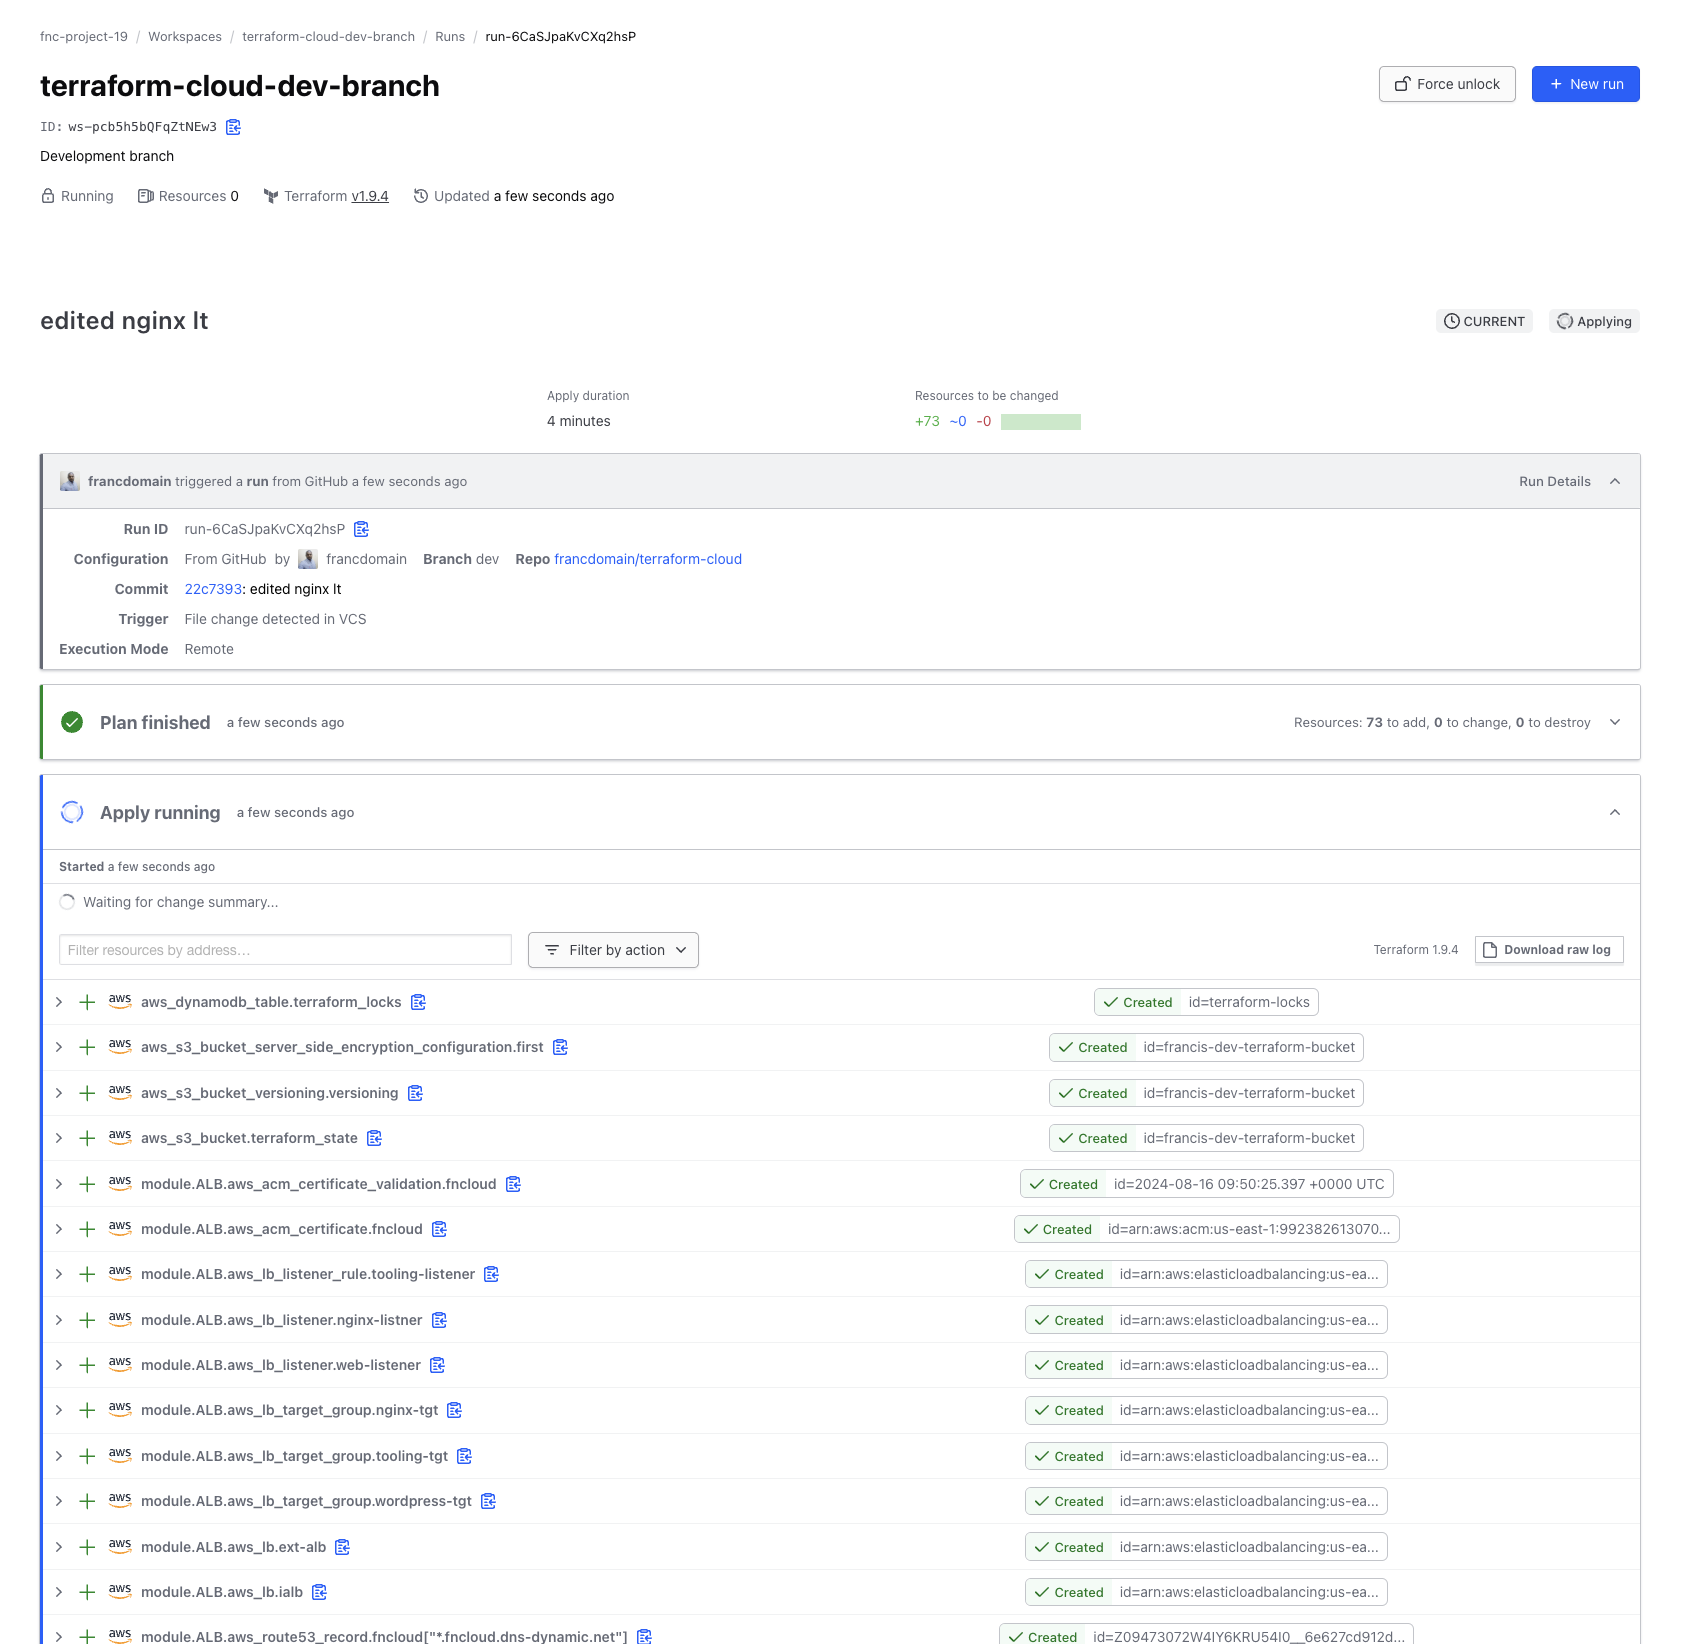 fnc-project-19 / Workspaces / terraform-cloud-dev-branch / Runs / run-6CaSJpaKvCXq2hsP
terraform-cloud-dev-branch
Force unlock
+ New run
ID: ws-pcb5h5bQFqZtNEw3
Development branch
Running Resources 0 Terraform v1.9.4 Updated a few seconds ago
edited nginx lt
CURRENT
Applying
Apply duration
4 minutes
Resources to be changed
+73 ~0 -0
francdomain triggered a run from GitHub a few seconds ago
Run Details
Run ID run-6CaSJpaKvCXq2hsP
Configuration From GitHub by francdomain Branch dev Repo francdomain/terraform-cloud
Commit 22c7393: edited nginx lt
Trigger File change detected in VCS
Execution Mode Remote
Plan finished a few seconds ago
Resources: 73 to add, 0 to change, 0 to destroy
Apply running a few seconds ago
Started a few seconds ago
Waiting for change summary...
Filter resources by address...
Filter by action
Terraform 1.9.4
Download raw log
aws aws_dynamodb_table.terraform_locks Created id=terraform-locks
aws aws_s3_bucket_server_side_encryption_configuration.first Created id=francis-dev-terraform-bucket
aws aws_s3_bucket_versioning.versioning Created id=francis-dev-terraform-bucket
aws aws_s3_bucket.terraform_state Created id=francis-dev-terraform-bucket
aws module.ALB.aws_acm_certificate_validation.fncloud Created id=2024-08-16 09:50:25.397 +0000 UTC
aws module.ALB.aws_acm_certificate.fncloud Created id=arn:aws:acm:us-east-1:992382613070...
aws module.ALB.aws_lb_listener_rule.tooling-listener Created id=arn:aws:elasticloadbalancing:us-ea...
aws module.ALB.aws_lb_listener.nginx-listner Created id=arn:aws:elasticloadbalancing:us-ea...
aws module.ALB.aws_lb_listener.web-listener Created id=arn:aws:elasticloadbalancing:us-ea...
aws module.ALB.aws_lb_target_group.nginx-tgt Created id=arn:aws:elasticloadbalancing:us-ea...
aws module.ALB.aws_lb_target_group.tooling-tgt Created id=arn:aws:elasticloadbalancing:us-ea...
aws module.ALB.aws_lb_target_group.wordpress-tgt Created id=arn:aws:elasticloadbalancing:us-ea...
aws module.ALB.aws_lb.ext-alb Created id=arn:aws:elasticloadbalancing:us-ea...
aws module.ALB.aws_lb.ialb Created id=arn:aws:elasticloadbalancing:us-ea...
aws module.ALB.aws_route53_record.fncloud["*.fncloud.dns-dynamic.net"] Created id=Z09473072W4IY6KRU54I0__6e627cd912d...